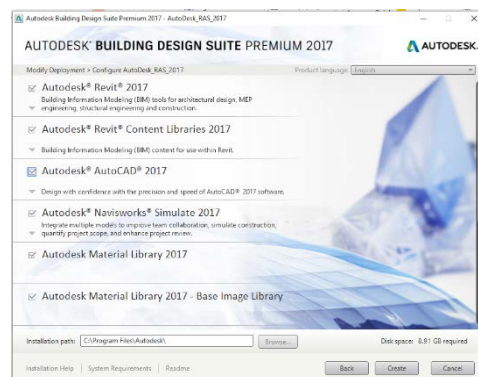 Autodesk Building Design Suite Premium 2017 - AutoDesk_RAS_2017
AUTODESK® BUILDING DESIGN SUITE PREMIUM 2017
AUTODESK.
Modify Deployment > Configure AutoDesk_RAS_2017
Product language: English
Autodesk® Revit® 2017
Building Information Modeling (BIM) tools for architectural design, MEP
engineering, structural engineering and construction.
Autodesk® Revit® Content Libraries 2017
Building Information Modeling (BIM) content for use within Revit.
Autodesk® AutoCAD® 2017
Design with confidence with the precision and speed of AutoCAD® 2017 software.
Autodesk® Navisworks® Simulate 2017
Integrate multiple models to improve team collaboration, simulate construction,
quantify project scope, and enhance project review.
Autodesk Material Library 2017
Autodesk Material Library 2017 - Base Image Library
Installation path: C:\Program Files\Autodesk\
Browse...
Disk space: 8.91 GB required
Installation Help | System Requirements | Readme
Back
Create
Cancel